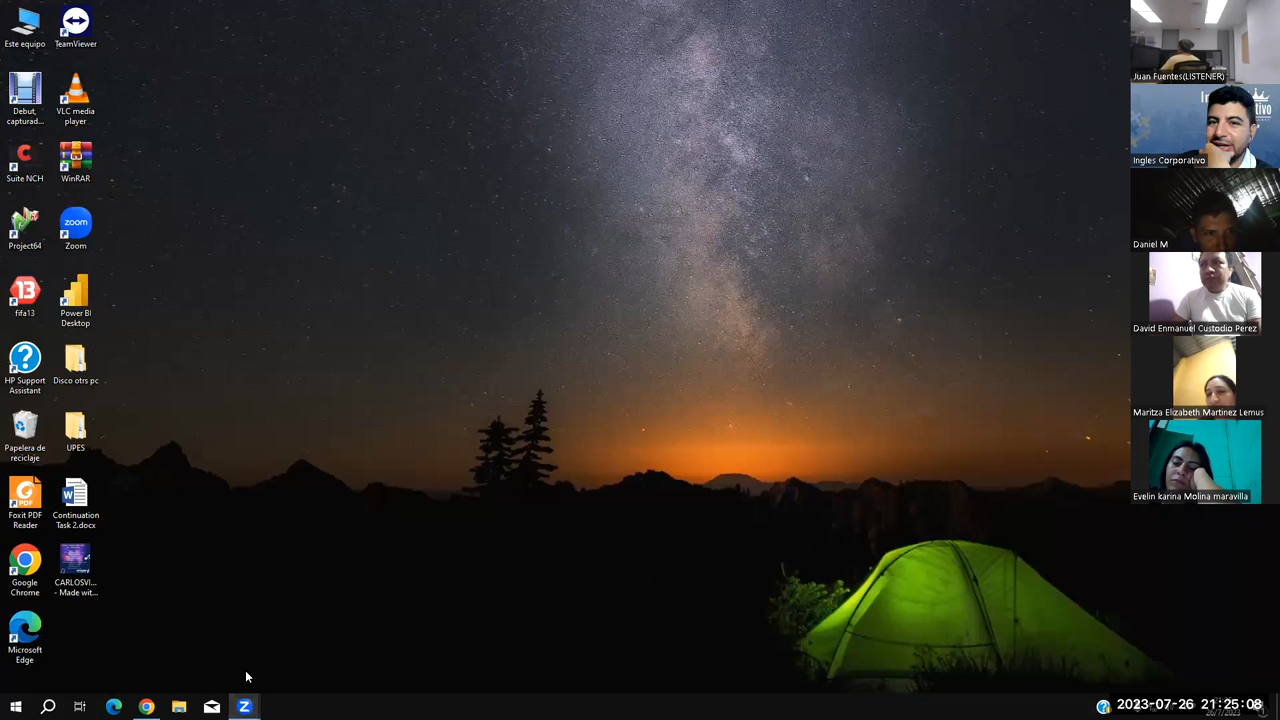 Este equipo
TeamViewer
Debut,
capturad...
VLC media
player
Suite NCH
WinRAR
Project64
zoom
Zoom
13
fifa13
Power BI
Desktop
HP Support
Assistant
Disco otrs pc
Papelera de
reciclaje
UPES
PDF
Foxit PDF
Reader
Continuation
Task 2.docx
Google
Chrome
CARLOSVI...
- Made wit...
Microsoft
Edge
Juan Fuentes(LISTENER)
Ingles Corporativo
Daniel M
David Enmanuel Custodio Perez
Maritza Elizabeth Martinez Lemus
Evelin karina Molina maravilla
2023-07-26 21:25:08